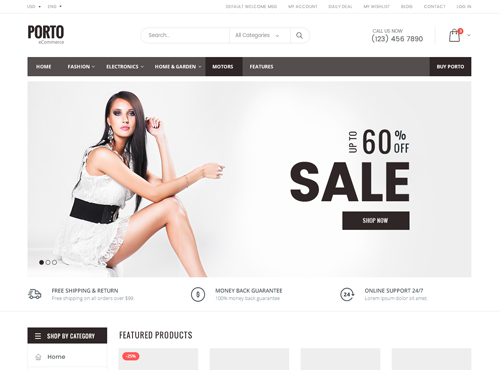 USD ENG DEFAULT WELCOME MSG MY ACCOUNT DAILY DEAL MY WISHLIST BLOG CONTACT LOG IN
PORTO
eCommerce
Search... All Categories
CALL US NOW
(123) 456 7890
HOME FASHION ELECTRONICS HOME & GARDEN MOTORS FEATURES BUY PORTO
UP TO 60% OFF
SALE
SHOP NOW
FREE SHIPPING & RETURN
Free shipping on all orders over $99.
$ MONEY BACK GUARANTEE
100% money back guarantee
24 ONLINE SUPPORT 24/7
Lorem ipsum dolor sit amet.
SHOP BY CATEGORY
Home
FEATURED PRODUCTS
-25%